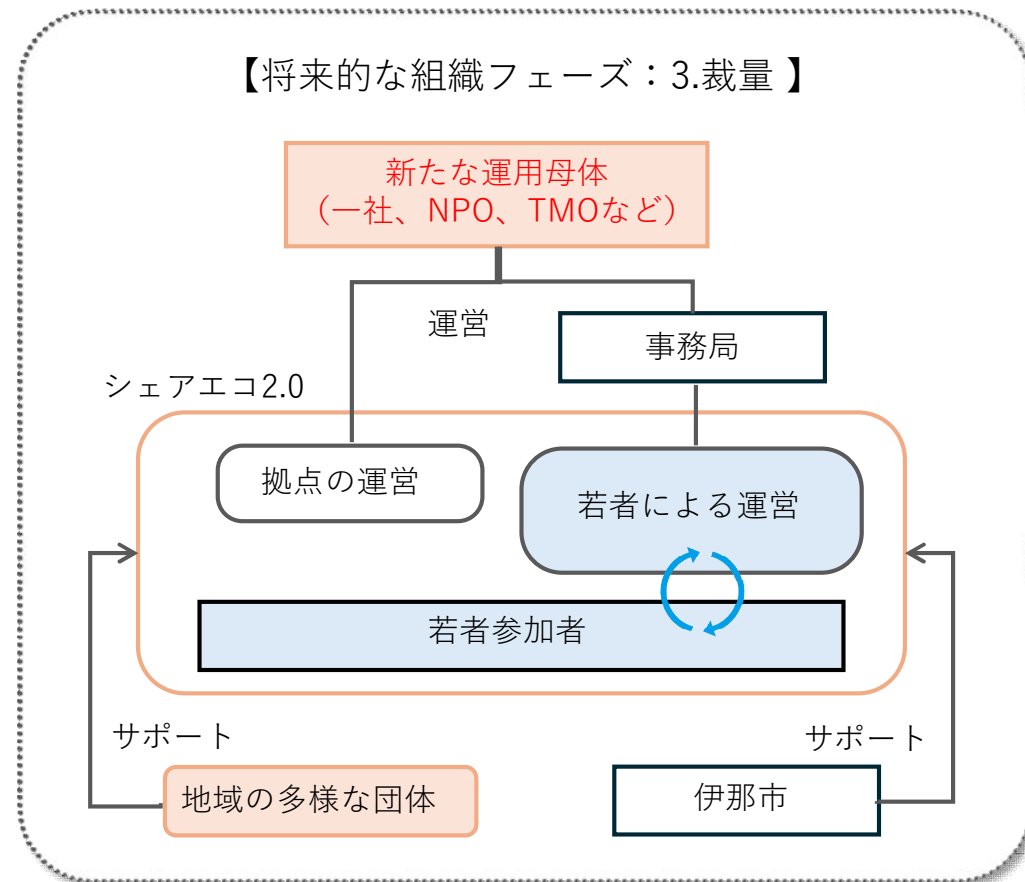 【将来的な組織フェーズ：3.裁量 】
新たな運用母体
（一社、NPO、TMOなど）
運営
事務局
シェアエコ2.0
拠点の運営
若者による運営
若者参加者
サポート
サポート
地域の多様な団体
伊那市